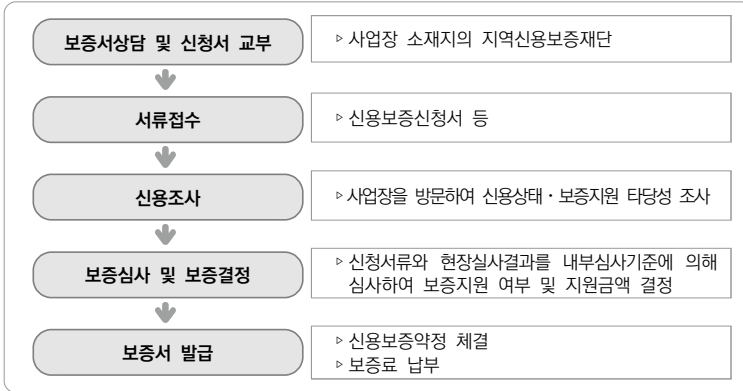 보증서상담 및 신청서 교부
▹사업장 소재지의 지역신용보증재단
서류접수
▹신용보증신청서 등
신용조사
▹사업장을 방문하여 신용상태·보증지원 타당성 조사
보증심사 및 보증결정
▹신청서류와 현장실사결과를 내부심사기준에 의해
심사하여 보증지원 여부 및 지원금액 결정
보증서 발급
▹신용보증약정 체결
▹보증료 납부